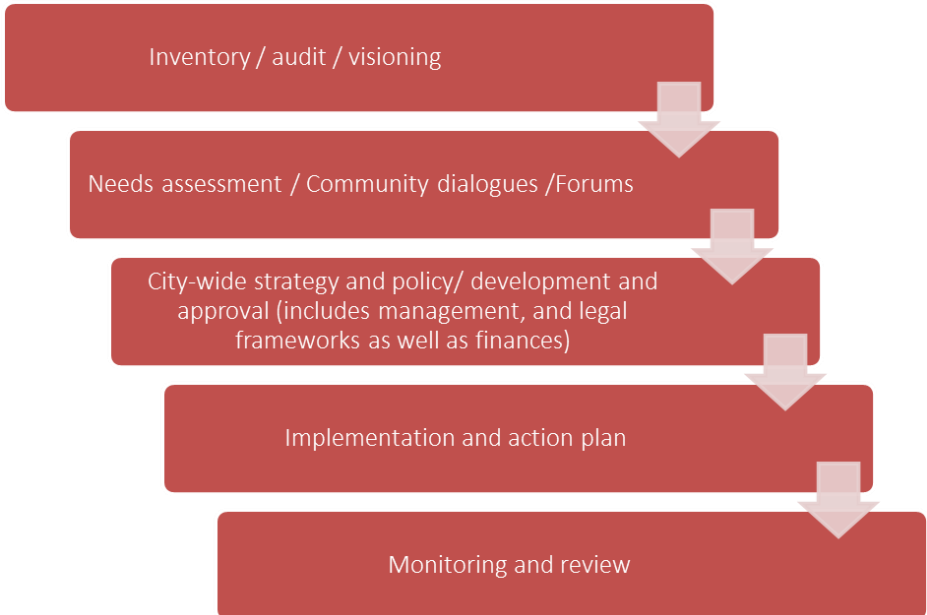 Inventory / audit / visioning
Needs assessment / Community dialogues /Forums
City-wide strategy and policy/ development and
approval (includes management, and legal
frameworks as well as finances)
Implementation and action plan
Monitoring and review